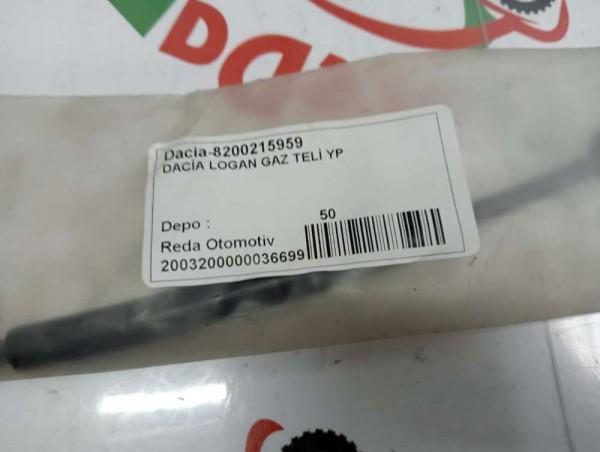 Dacia-8200215959
DACİA LOGAN GAZ TELİ YP
50
Depo :
Reda Otomotiv
2003200000036699